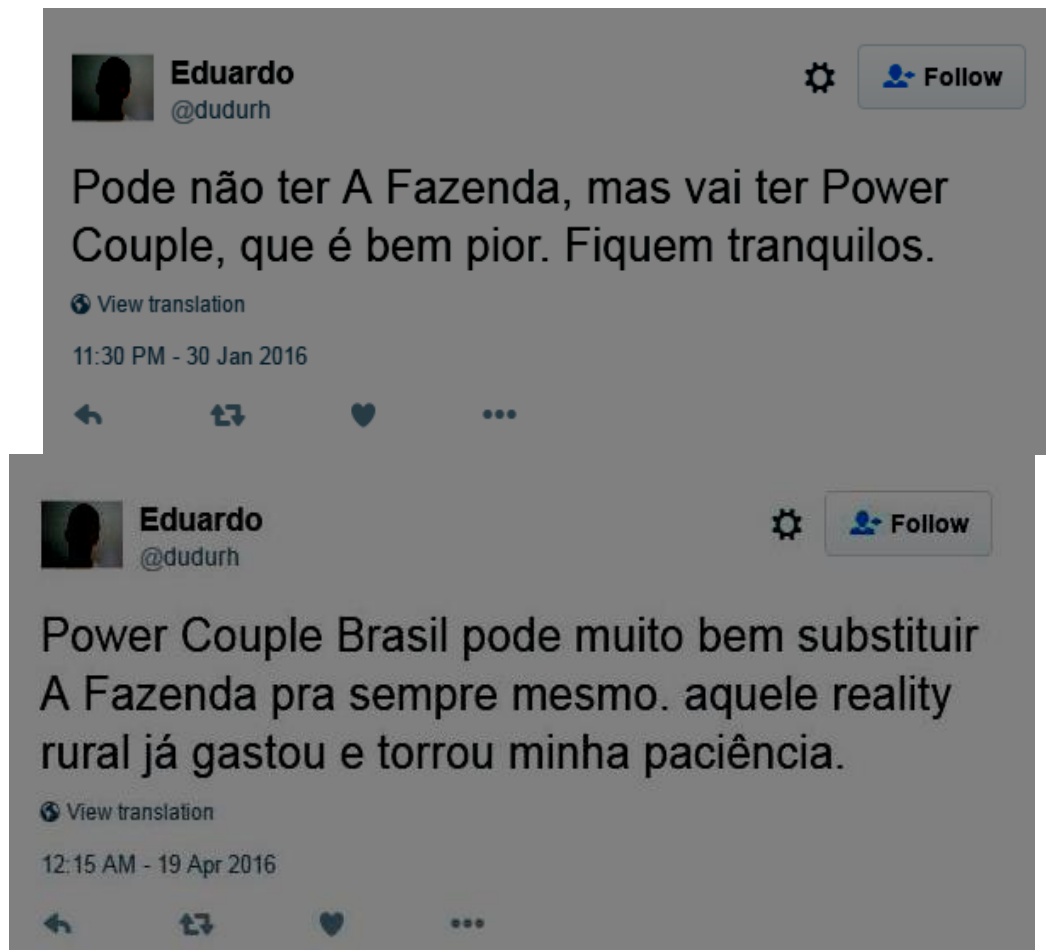 Eduardo
@dudurh
Follow
Pode não ter A Fazenda, mas vai ter Power
Couple, que é bem pior. Fiquem tranquilos.
View translation
11:30 PM - 30 Jan 2016
Eduardo
@dudurh
Follow
Power Couple Brasil pode muito bem substituir
A Fazenda pra sempre mesmo. aquele reality
rural já gastou e torrou minha paciência.
View translation
12:15 AM - 19 Apr 2016